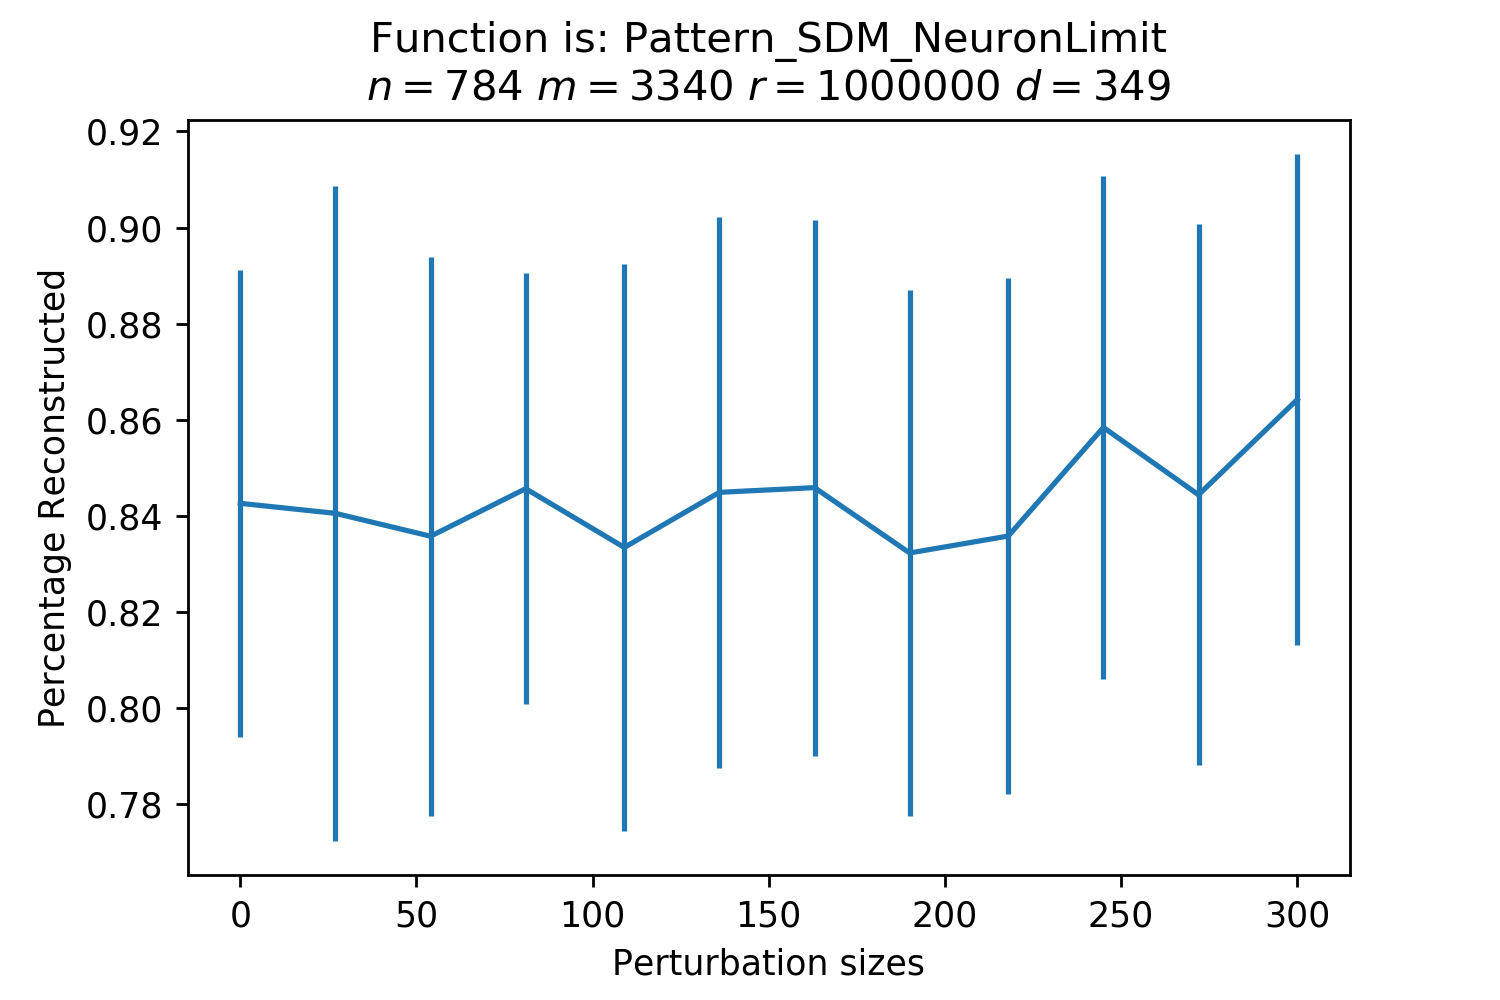 Function is: Pattern_SDM_NeuronLimit
n = 784 m = 3340 r = 1000000 d = 349
0.92
0.90
0.88
0.86
0.84
0.82
0.80
0.78
Percentage Reconstructed
0 50 100 150 200 250 300
Perturbation sizes